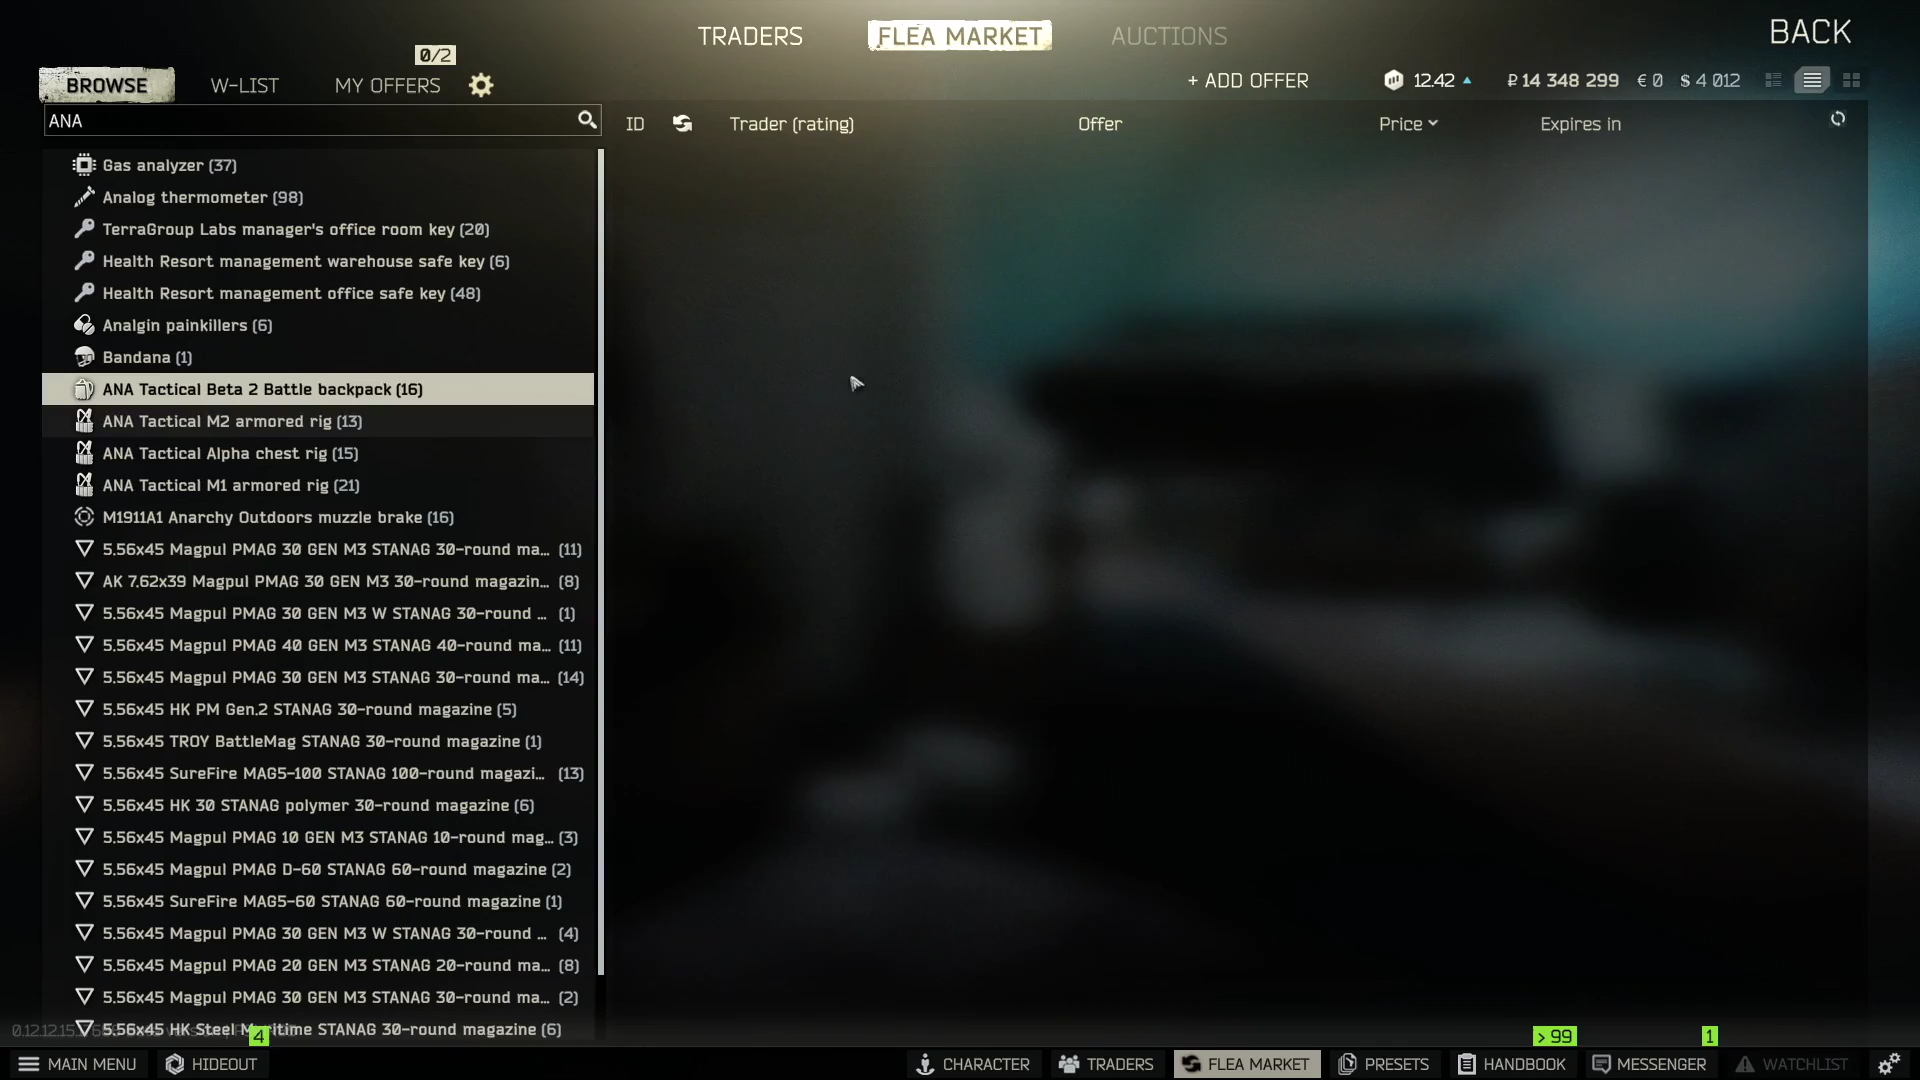 TRADERS FLEA MARKET AUCTIONS BACK
0/2
BROWSE W-LIST MY OFFERS + ADD OFFER 12.42 ₽ 14 348 299 € 0 $ 4 012
ANA
ID Trader (rating) Offer Price Expires in
Gas analyzer (37)
Analog thermometer (98)
TerraGroup Labs manager's office room key (20)
Health Resort management warehouse safe key (6)
Health Resort management office safe key (48)
Analgin painkillers (6)
Bandana (1)
ANA Tactical Beta 2 Battle backpack (16)
ANA Tactical M2 armored rig (13)
ANA Tactical Alpha chest rig (15)
ANA Tactical M1 armored rig (21)
M1911A1 Anarchy Outdoors muzzle brake (16)
5.56x45 Magpul PMAG 30 GEN M3 STANAG 30-round ma... (11)
AK 7.62x39 Magpul PMAG 30 GEN M3 30-round magazin... (8)
5.56x45 Magpul PMAG 30 GEN M3 W STANAG 30-round ... (1)
5.56x45 Magpul PMAG 40 GEN M3 STANAG 40-round ma... (11)
5.56x45 Magpul PMAG 30 GEN M3 STANAG 30-round ma... (14)
5.56x45 HK PM Gen.2 STANAG 30-round magazine (5)
5.56x45 TROY BattleMag STANAG 30-round magazine (1)
5.56x45 SureFire MAG5-100 STANAG 100-round magazi... (13)
5.56x45 HK 30 STANAG polymer 30-round magazine (6)
5.56x45 Magpul PMAG 10 GEN M3 STANAG 10-round mag... (3)
5.56x45 Magpul PMAG D-60 STANAG 60-round magazine (2)
5.56x45 SureFire MAG5-60 STANAG 60-round magazine (1)
5.56x45 Magpul PMAG 30 GEN M3 W STANAG 30-round ... (4)
5.56x45 Magpul PMAG 20 GEN M3 STANAG 20-round ma... (8)
5.56x45 Magpul PMAG 30 GEN M3 STANAG 30-round ma... (2)
5.56x45 HK Steel Maritime STANAG 30-round magazine (6)
4 > 99 1
MAIN MENU HIDEOUT CHARACTER TRADERS FLEA MARKET PRESETS HANDBOOK MESSENGER WATCHLIST